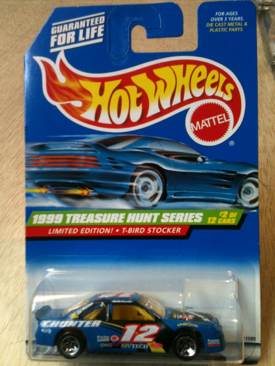 GUARANTEED
FOR LIFE
FOR AGES
OVER 3 YEARS
DIE CAST METAL &
PLASTIC PARTS
HOT WHEELS
MATTEL
1999 TREASURE HUNT SERIES
#2 OF
12 CARS
LIMITED EDITION! • T-BIRD STOCKER
12